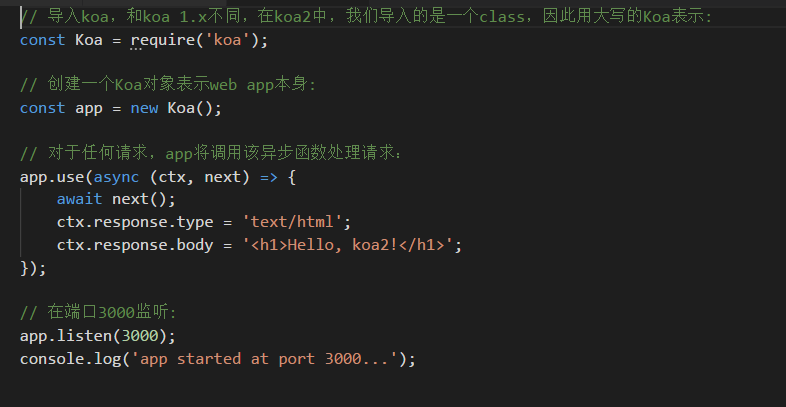 // 导入koa，和koa 1.x不同，在koa2中，我们导入的是一个class，因此用大写的Koa表示:
const Koa = require('koa');
// 创建一个Koa对象表示web app本身:
const app = new Koa();
// 对于任何请求，app将调用该异步函数处理请求：
app.use(async (ctx, next) => {
    await next();
    ctx.response.type = 'text/html';
    ctx.response.body = '<h1>Hello, koa2!</h1>';
});
// 在端口3000监听:
app.listen(3000);
console.log('app started at port 3000...');